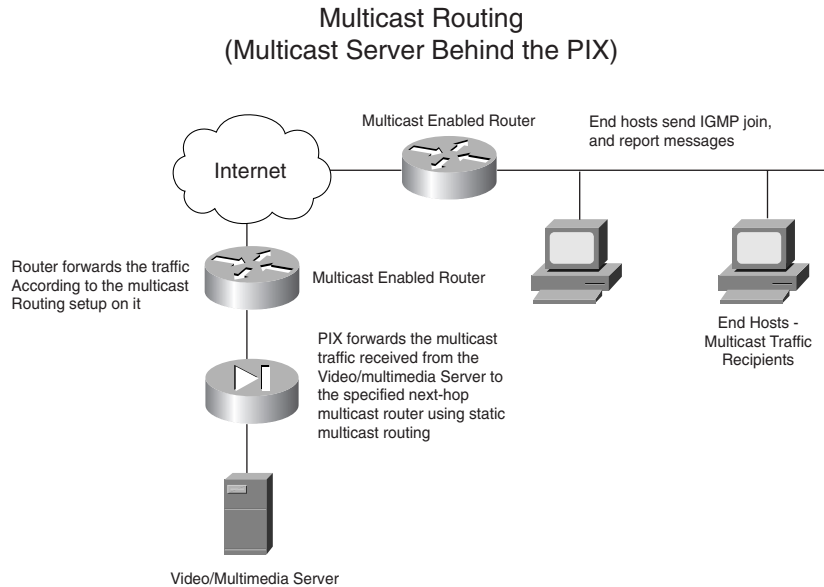 Multicast Routing
(Multicast Server Behind the PIX)
Multicast Enabled Router
End hosts send IGMP join,
and report messages
Internet
Router forwards the traffic
According to the multicast
Routing setup on it
Multicast Enabled Router
End Hosts -
Multicast Traffic
Recipients
PIX forwards the multicast
traffic received from the
Video/multimedia Server to
the specified next-hop
multicast router using static
multicast routing
Video/Multimedia Server